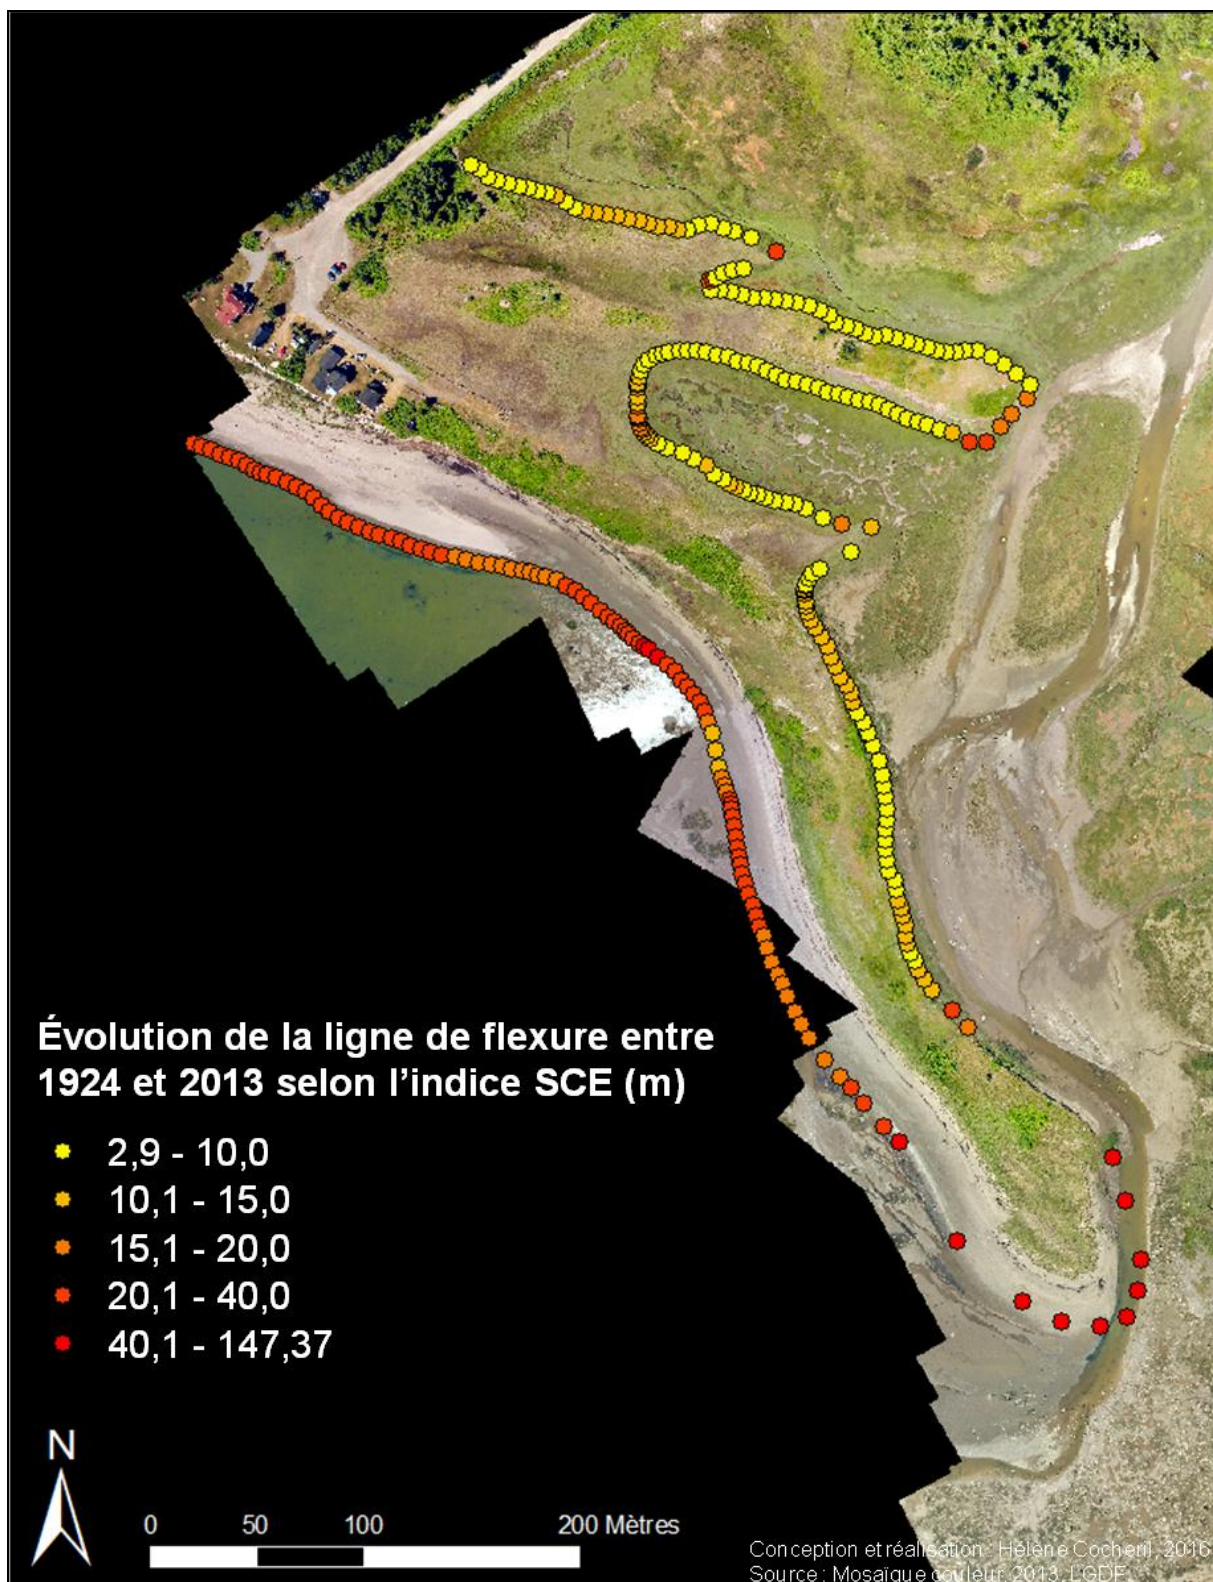 Évolution de la ligne de flexure entre
1924 et 2013 selon l'indice SCE (m)
2,9 - 10,0
10,1 - 15,0
15,1 - 20,0
20,1 - 40,0
40,1 - 147,37
N
0 50 100 200 Mètres
Conception et réalisation : Hélène Cocheril, 2016
Source : Mosaïque couleur, 2013, LGDF